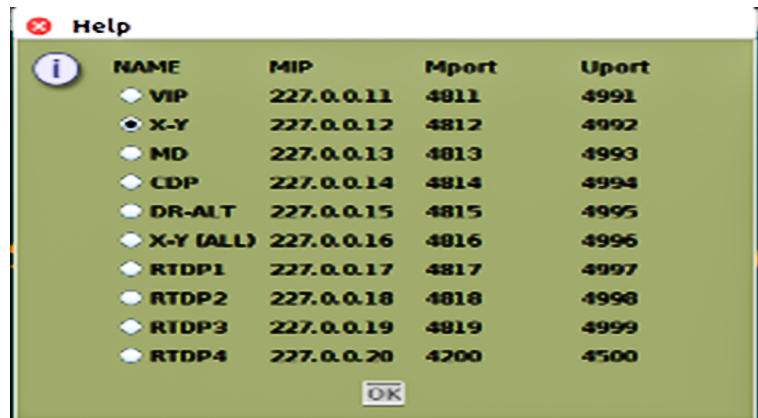 Help
NAME MIP Mport Uport
VIP 227.0.0.11 4811 4991
X-Y 227.0.0.12 4812 4992
MD 227.0.0.13 4813 4993
CDP 227.0.0.14 4814 4994
DR-ALT 227.0.0.15 4815 4995
X-Y (ALL) 227.0.0.16 4816 4996
RTDP1 227.0.0.17 4817 4997
RTDP2 227.0.0.18 4818 4998
RTDP3 227.0.0.19 4819 4999
RTDP4 227.0.0.20 4200 4500
OK